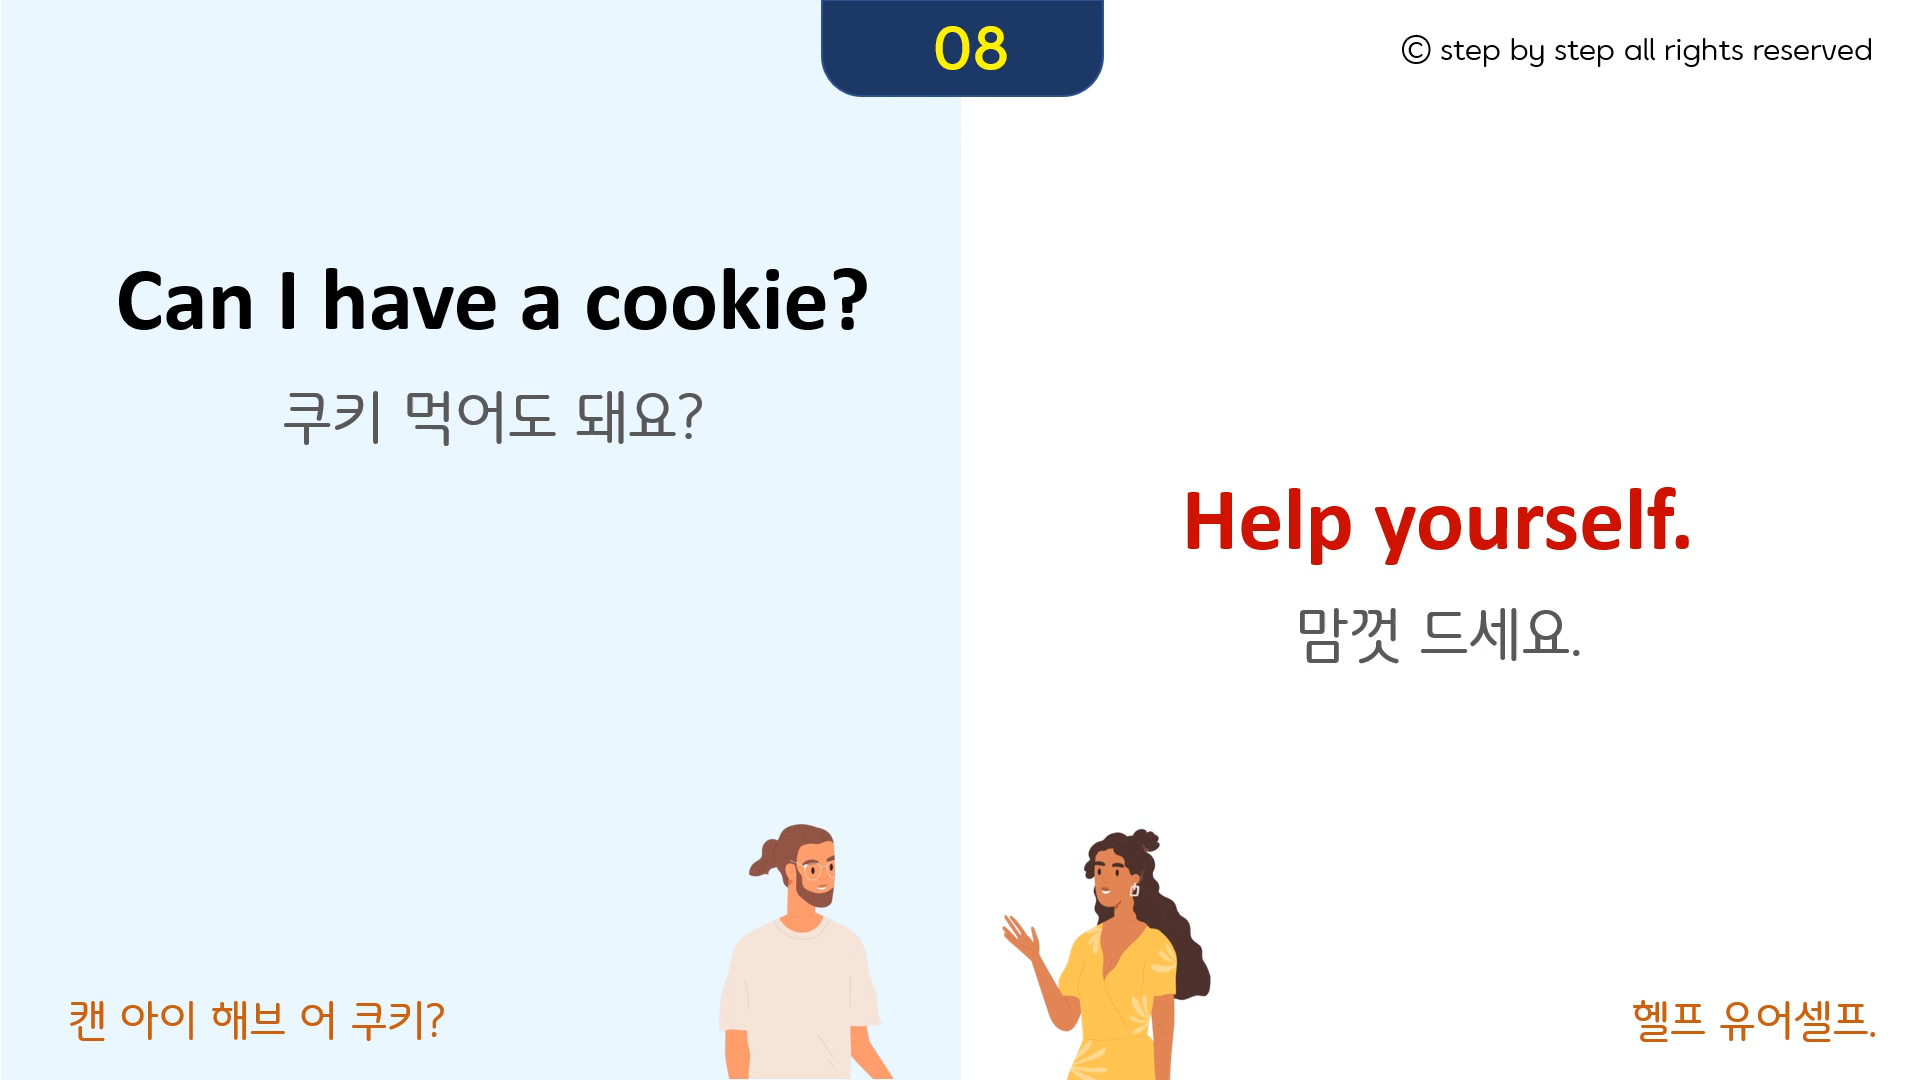 08
© step by step all rights reserved
Can I have a cookie?
쿠키 먹어도 돼요?
Help yourself.
맘껏 드세요.
캔 아이 해브 어 쿠키?
헬프 유어셀프.